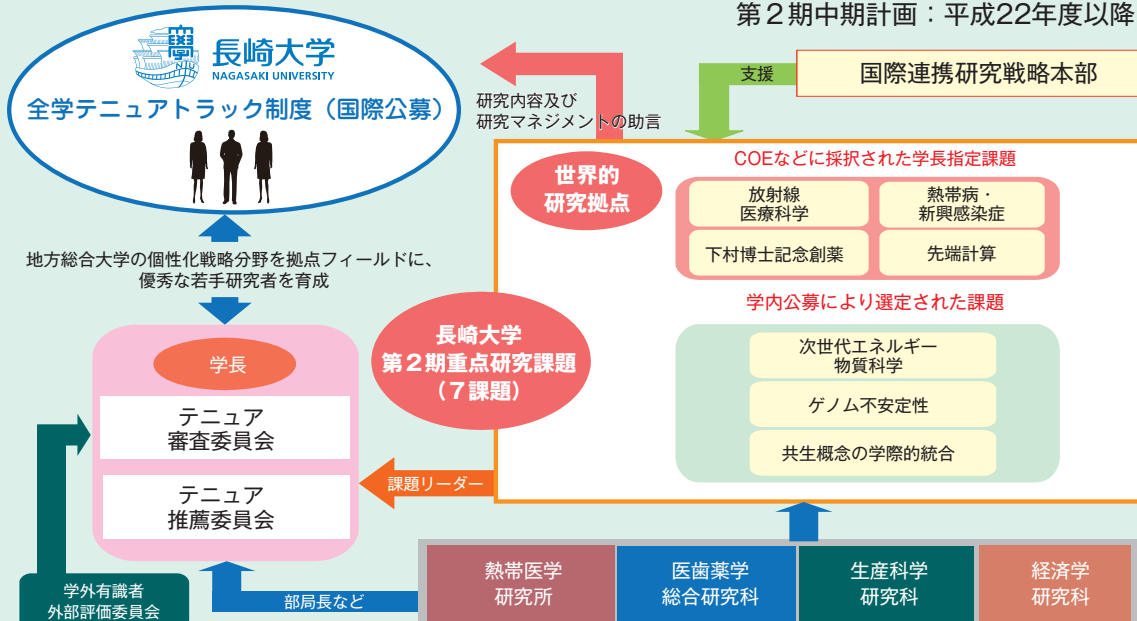 第2期中期計画：平成22年度以降
長崎大学
NAGASAKI UNIVERSITY
全学テニュアトラック制度（国際公募）
支援
国際連携研究戦略本部
研究内容及び
研究マネジメントの助言
世界的
研究拠点
COEなどに採択された学長指定課題
放射線
医療科学
熱帯病・
新興感染症
下村博士記念創薬
先端計算
地方総合大学の個性化戦略分野を拠点フィールドに、
優秀な若手研究者を育成
学内公募により選定された課題
長崎大学
第2期重点研究課題
（7課題）
次世代エネルギー
物質科学
ゲノム不安定性
共生概念の学際的統合
学長
テニュア
審査委員会
テニュア
推薦委員会
課題リーダー
学外有識者
外部評価委員会
部局長など
熱帯医学
研究所
医歯薬学
総合研究科
生産科学
研究科
経済学
研究科